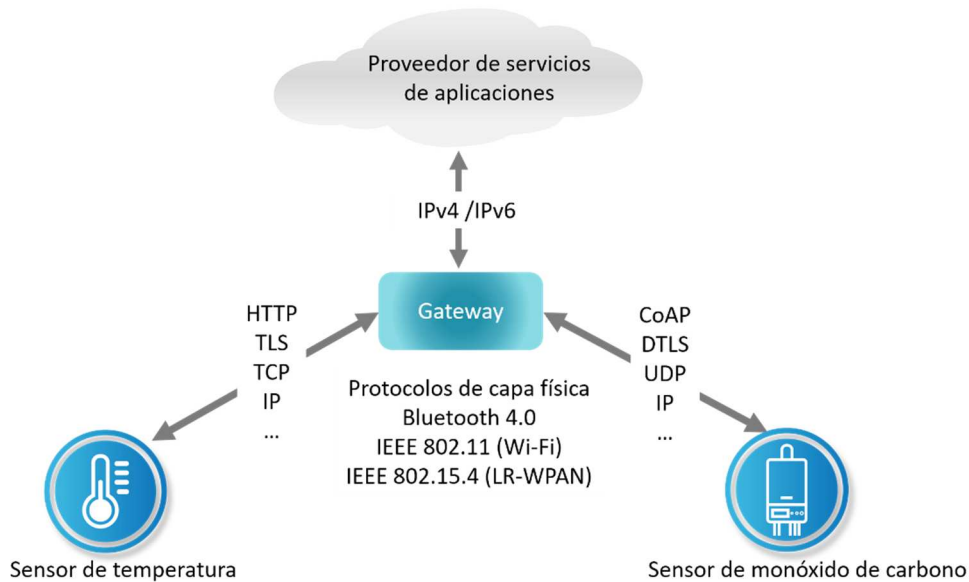 Proveedor de servicios
de aplicaciones
IPv4 /IPv6
Gateway
HTTP
TLS
TCP
IP
...
Protocolos de capa física
Bluetooth 4.0
IEEE 802.11 (Wi-Fi)
IEEE 802.15.4 (LR-WPAN)
CoAP
DTLS
UDP
IP
...
Sensor de temperatura
Sensor de monóxido de carbono